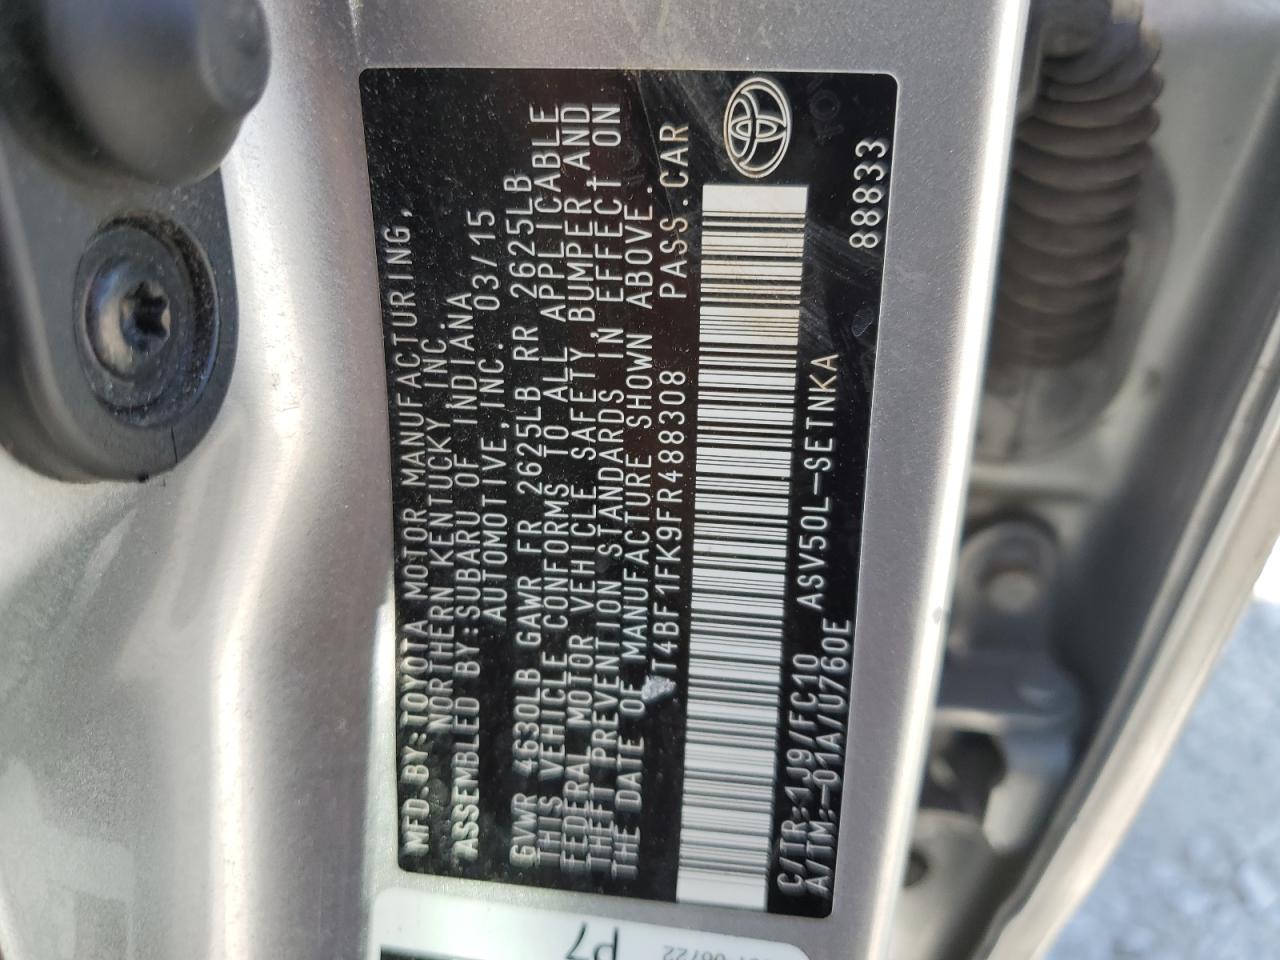 MFD.BY:TOYOTA MOTOR MANUFACTURING,
NORTHERN KENTUCKY, INC.
ASSEMBLED BY:SUBARU OF INDIANA
AUTOMOTIVE, INC. 03/15
GVWR 4630LB GAWR FR 2625LB RR 2625LB
THIS VEHICLE CONFORMS TO ALL APPLICABLE
FEDERAL MOTOR VEHICLE SAFETY,BUMPER AND
THEFT PREVENTION STANDARDS IN EFFECT ON
THE DATE OF MANUFACTURE SHOWN ABOVE.
T4BF1FK9FR488308 PASS.CAR
C/TR:1J9/FC10 ASV50L-SETNKA
A/TM:-01A/U760E 88833
P7
06/22